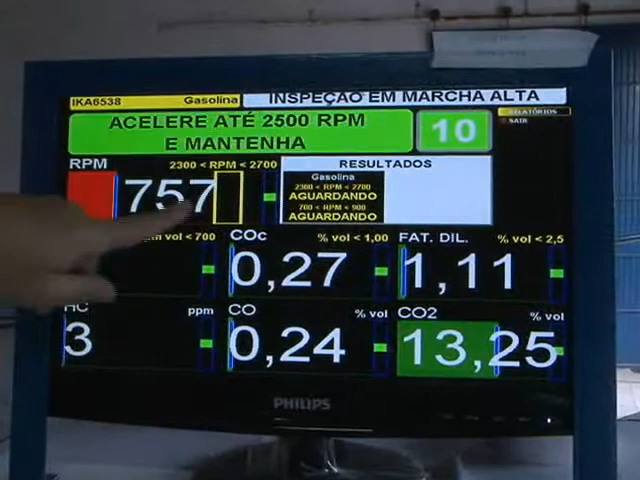 IKA6538 Gasolina INSPEÇÃO EM MARCHA ALTA
ACELERE ATÉ 2500 RPM
E MANTENHA
10
RELATÓRIOS
SAIR
RPM 2300 < RPM < 2700
757
RESULTADOS
Gasolina
2300 < RPM < 2700
AGUARDANDO
700 < RPM < 900
AGUARDANDO
vol < 700 COc % vol < 1,00 FAT. DIL. % vol < 2,5
0,27 1,11
HC ppm CO % vol CO2 % vol
3 0,24 13,25
PHILIPS